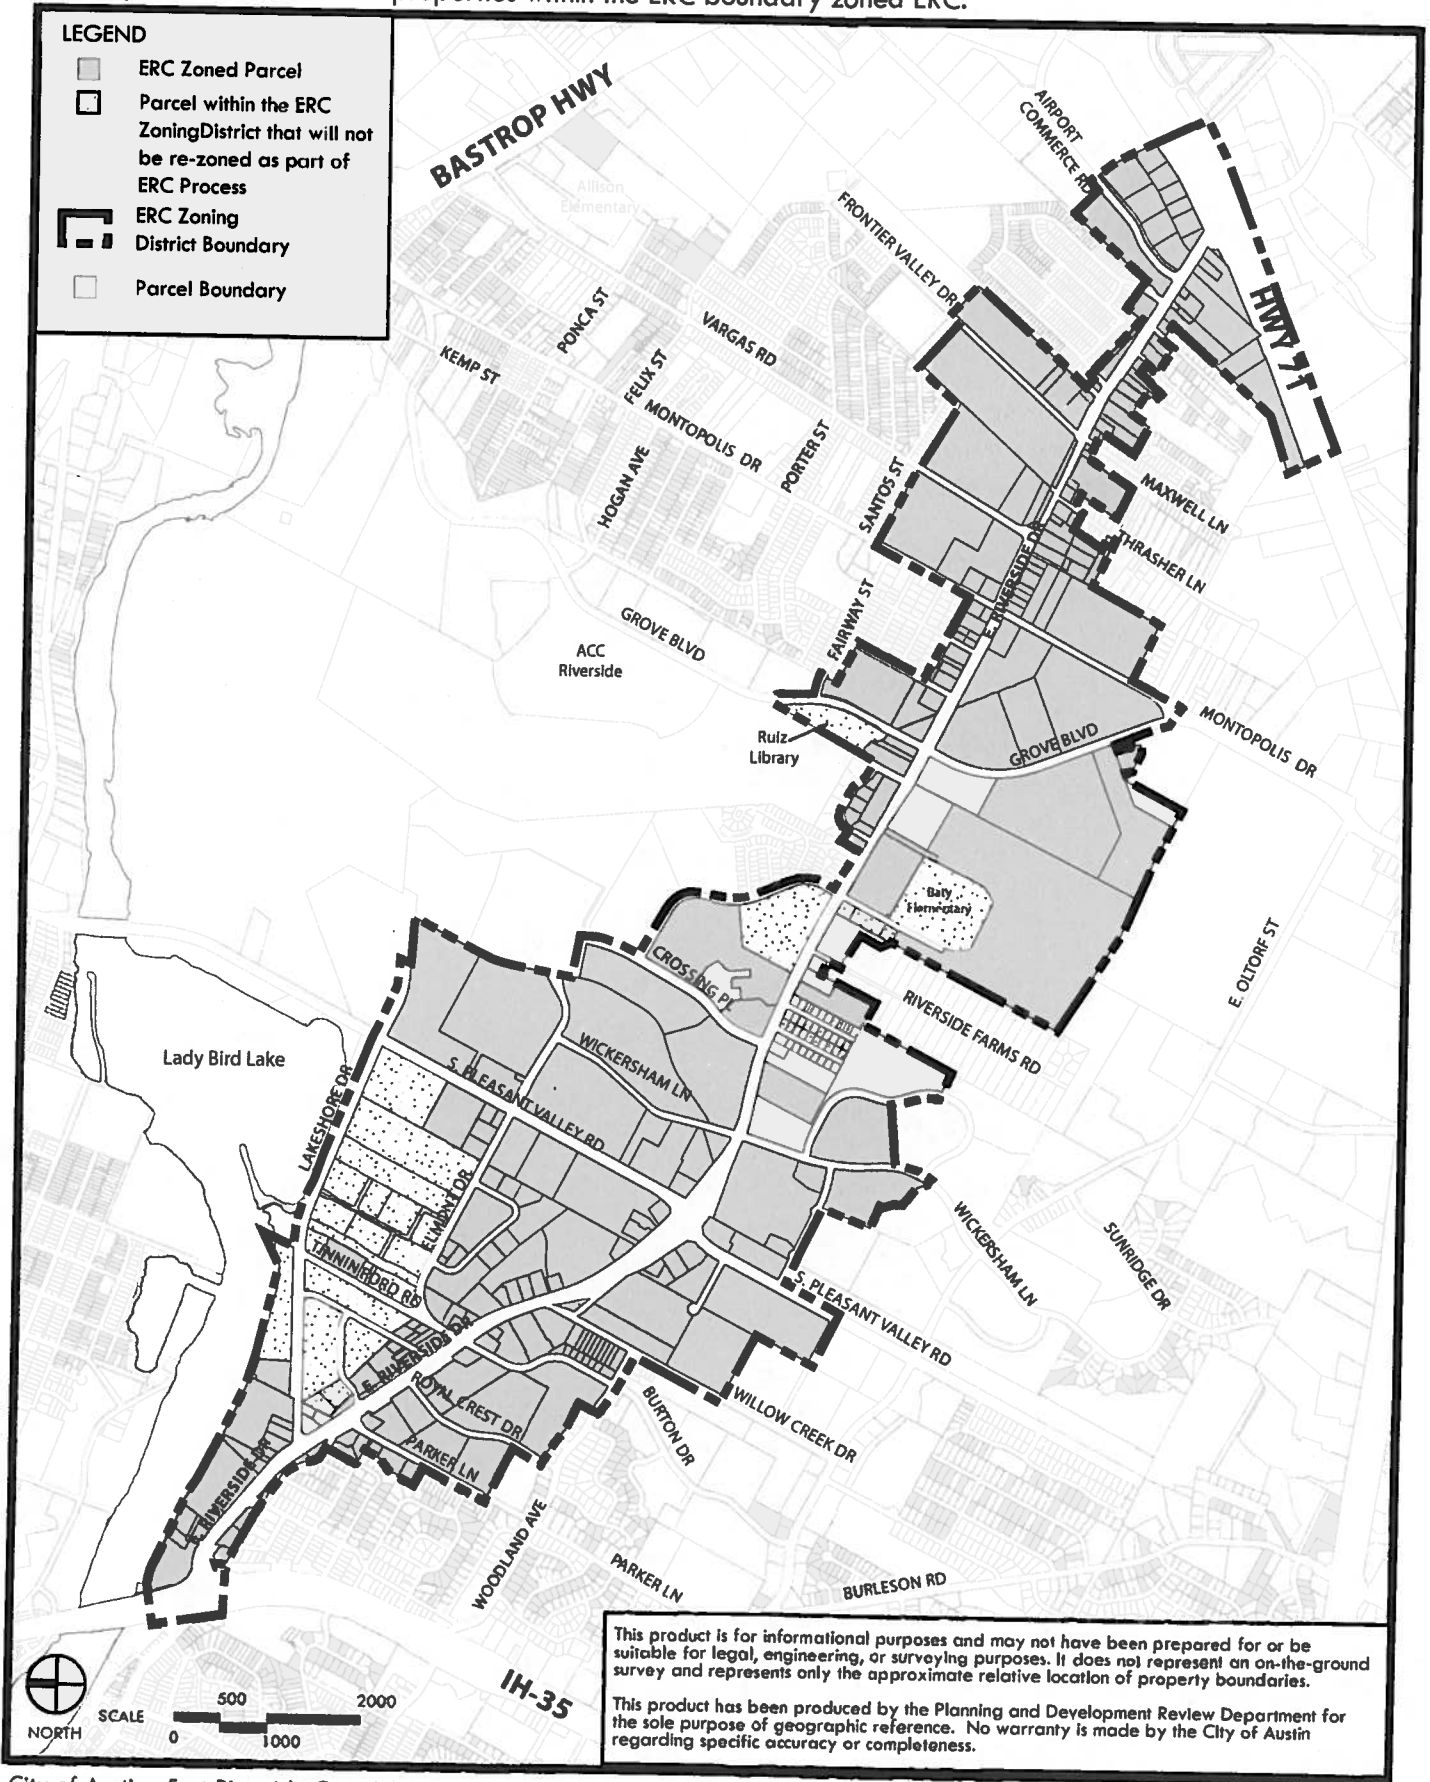 properties within the ERC boundary zoned ERC.
LEGEND
ERC Zoned Parcel
Parcel within the ERC
ZoningDistrict that will not
be re-zoned as part of
ERC Process
ERC Zoning
District Boundary
Parcel Boundary
BASTROP HWY
AIRPORT
COMMERCE RD
Allison
Elementary
FRONTIER VALLEY DR
HWY 71
PONCA ST
VARGAS RD
KEMP ST
FELIX ST
MONTOPOLIS DR
PORTER ST
HOGAN AVE
SANTOS ST
MAXWELL LN
THRASHER LN
E. RIVERSIDE DR
FAIRWAY ST
GROVE BLVD
ACC
Riverside
Ruiz
Library
GROVE BLVD
MONTOPOLIS DR
Baty
Elementary
E. OLTORF ST
CROSSING PL
RIVERSIDE FARMS RD
Lady Bird Lake
WICKERSHAM LN
S. PLEASANT VALLEY RD
LAKESHORE DR
ELMONT DR
TINNIN FORD RD
WICKERSHAM LN
SUNRIDGE DR
S. PLEASANT VALLEY RD
E. RIVERSIDE DR
ROYAL CREST DR
BURTON DR
WILLOW CREEK DR
PARKER LN
E. RIVERSIDE DR
WOODLAND AVE
PARKER LN
BURLESON RD
IH-35
NORTH
SCALE
500
2000
0
1000
This product is for informational purposes and may not have been prepared for or be
suitable for legal, engineering, or surveying purposes. It does not represent an on-the-ground
survey and represents only the approximate relative location of property boundaries.
This product has been produced by the Planning and Development Review Department for
the sole purpose of geographic reference. No warranty is made by the City of Austin
regarding specific accuracy or completeness.